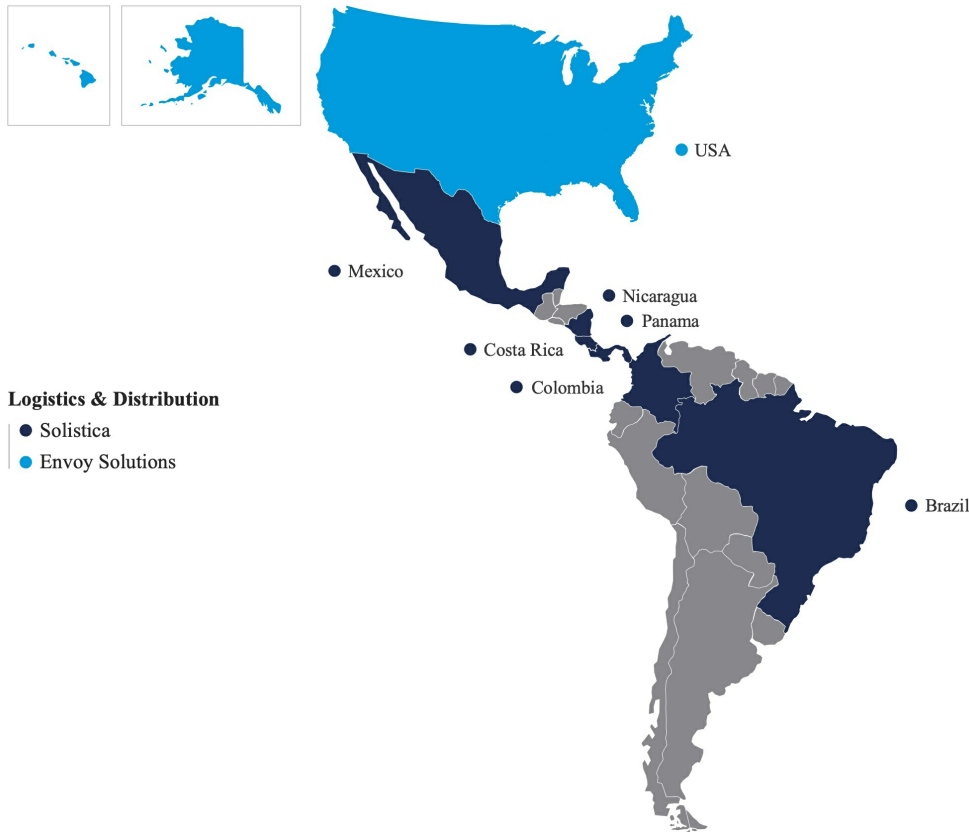 USA
Mexico
Nicaragua
Panama
Costa Rica
Colombia
Logistics & Distribution
Solistica
Envoy Solutions
Brazil